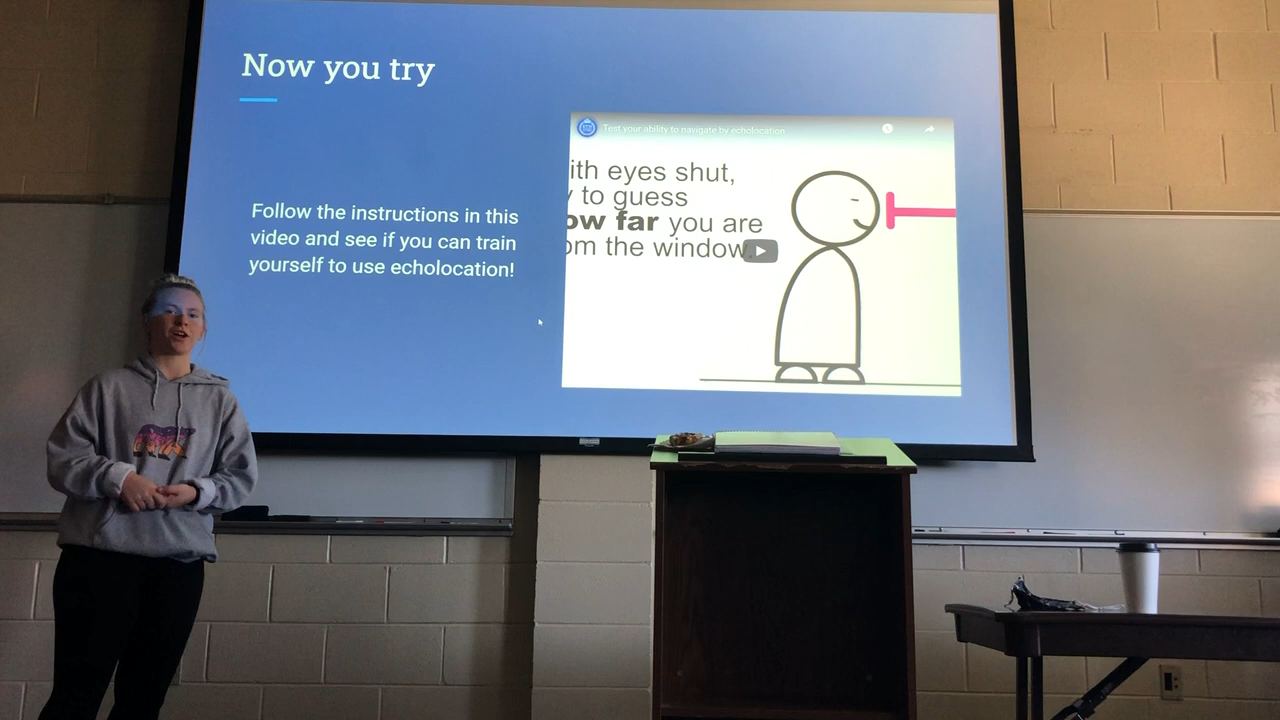 Now you try
Follow the instructions in this
video and see if you can train
yourself to use echolocation!
Test your ability to navigate by echolocation
ith eyes shut,
y to guess
ow far you are
om the window.